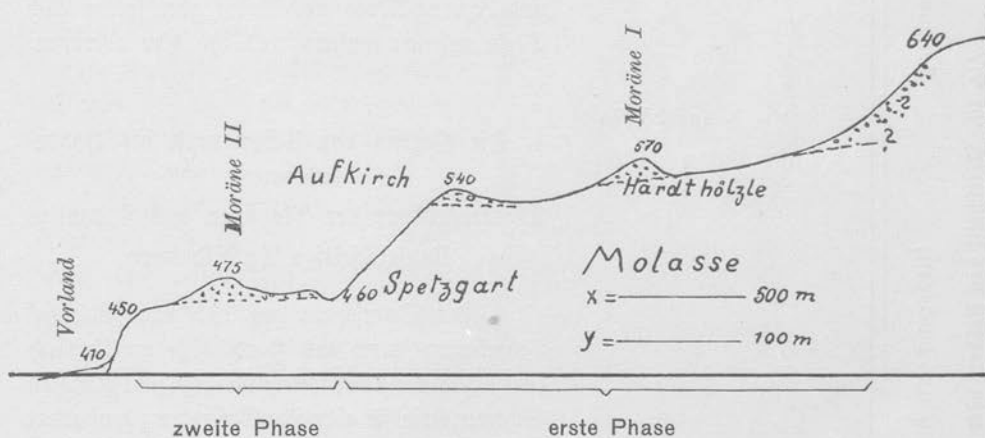 640
Moräne I
570
Hardthölzle
Aufkirch
540
Moräne II
475
460 Spetzgart
Molasse
x = 500 m
y = 100 m
Vorland
450
410
zweite Phase
erste Phase
2
2